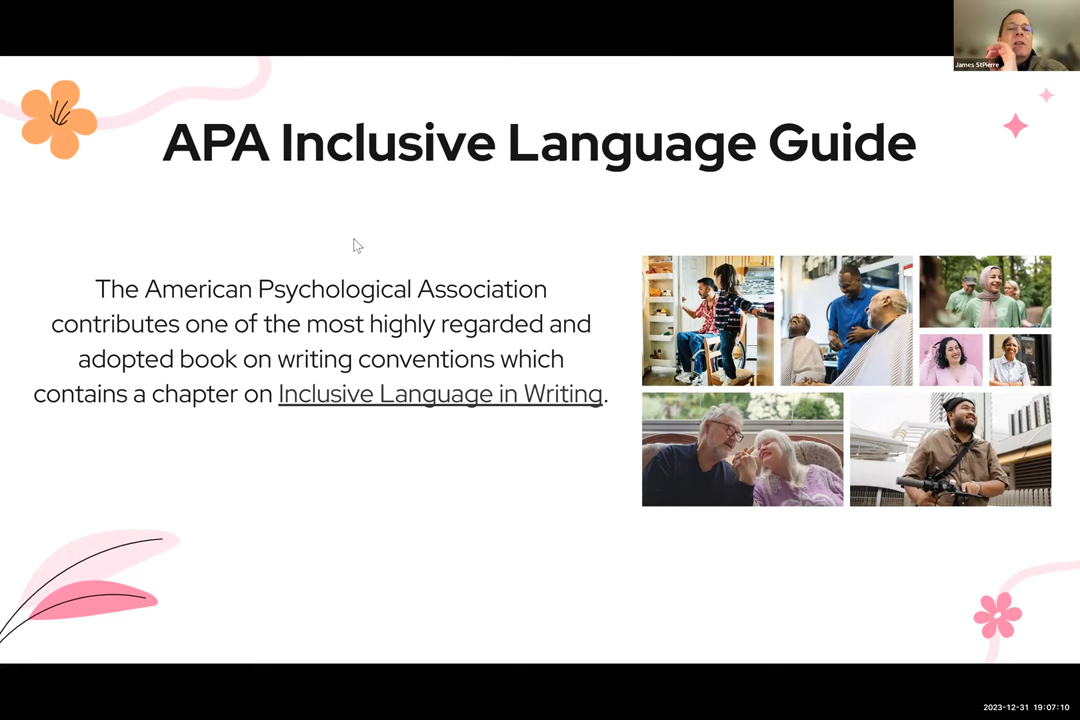 James StPierre
APA Inclusive Language Guide
The American Psychological Association
contributes one of the most highly regarded and
adopted book on writing conventions which
contains a chapter on Inclusive Language in Writing.
2023-12-31 19:07:10